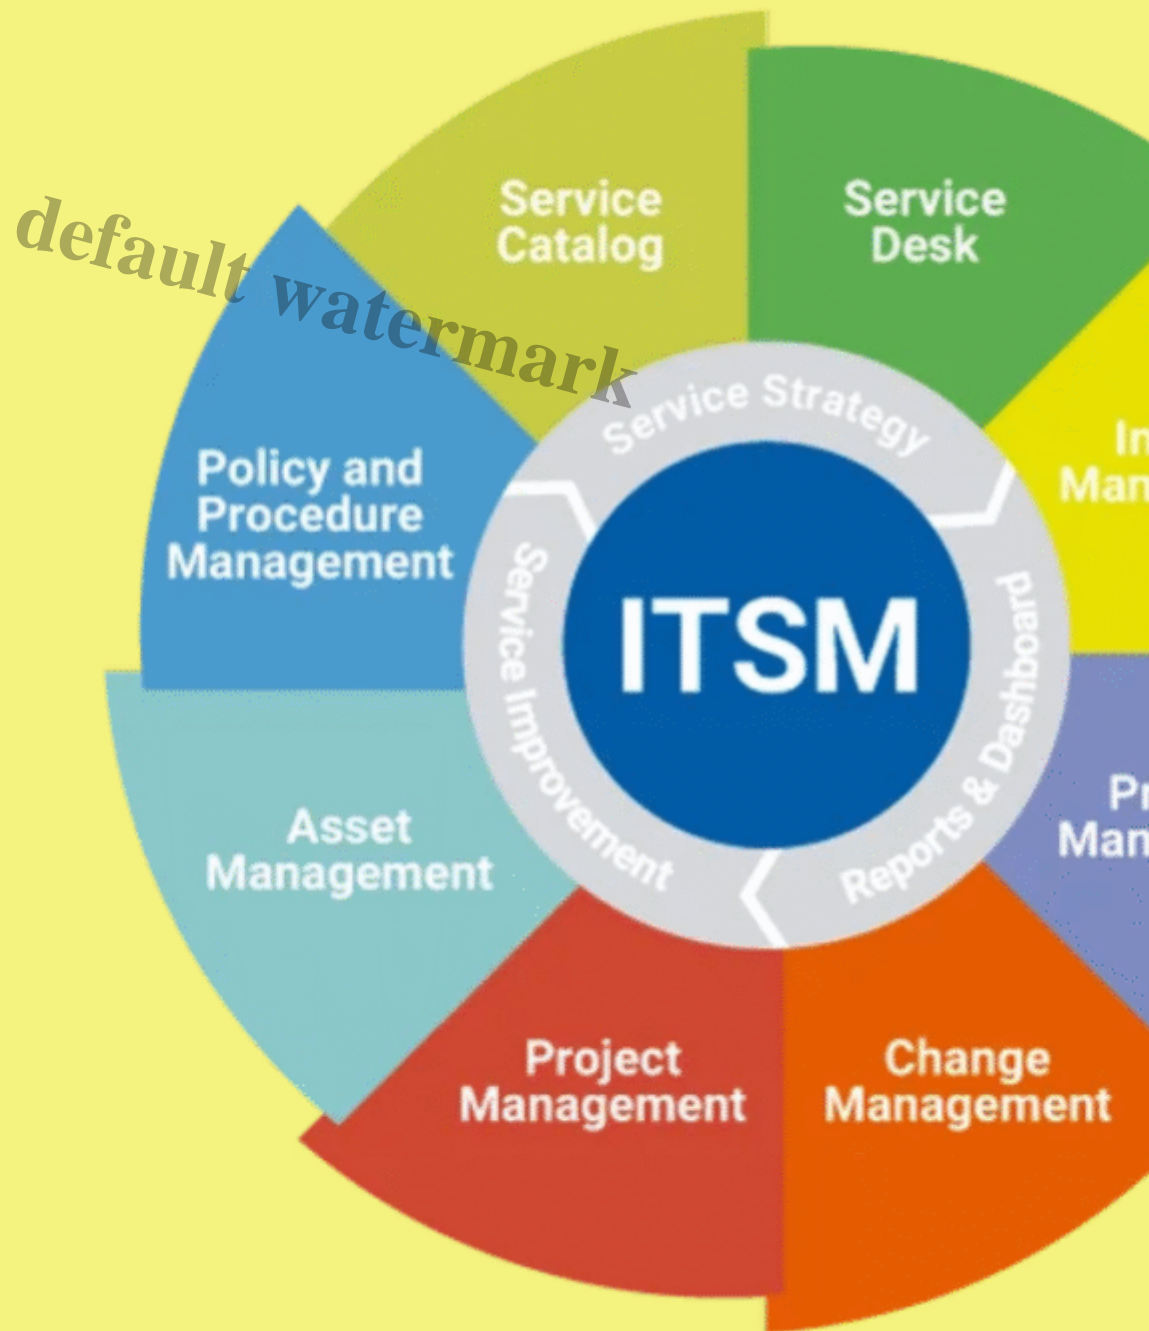 default watermark
Service
Catalog
Service
Desk
Policy and
Procedure
Management
Service Strategy
ITSM
Service Improvement
Reports & Dashboard
Asset
Management
Project
Management
Change
Management